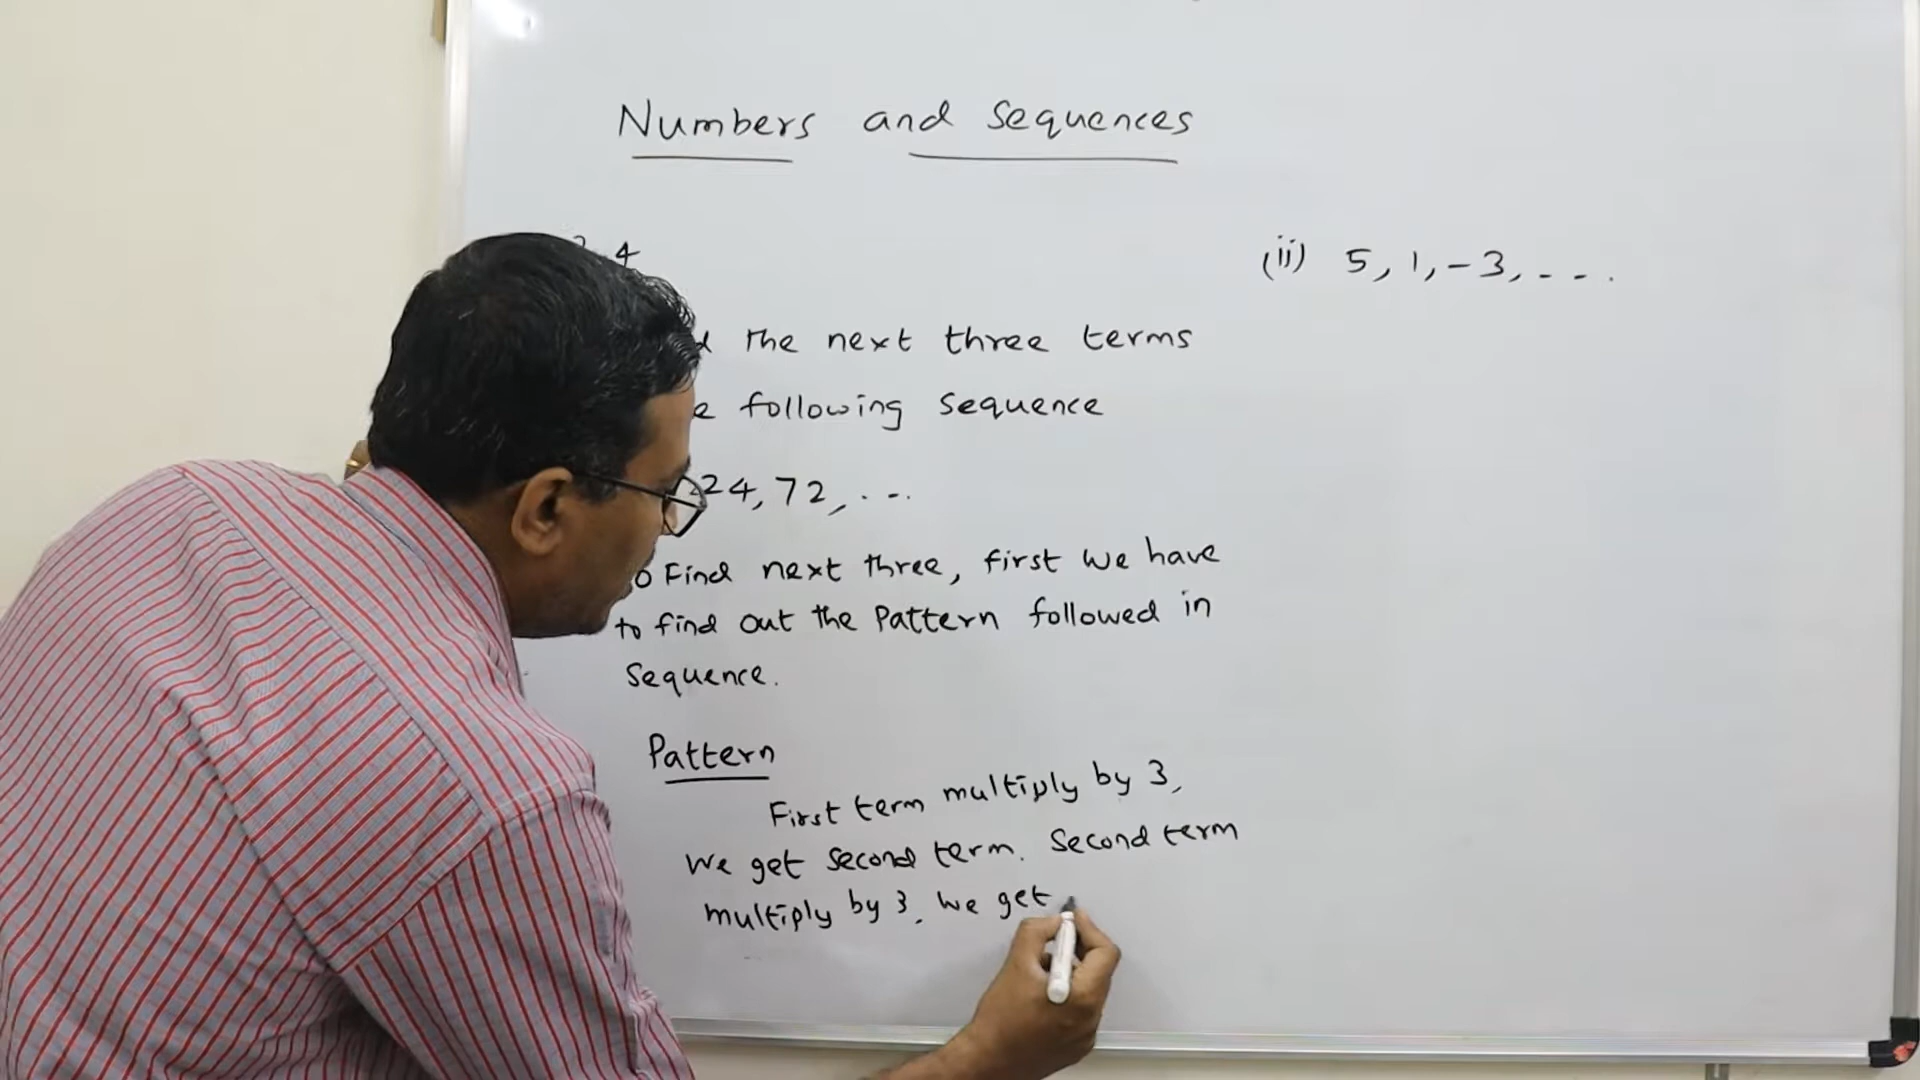 Numbers and Sequences
4
the next three terms
following sequence
24, 72, . . .
Find next three, first we have
to find out the Pattern followed in
Sequence.
Pattern
First term multiply by 3,
we get second term. Second term
multiply by 3, we get
(ii) 5, 1, -3, - - .